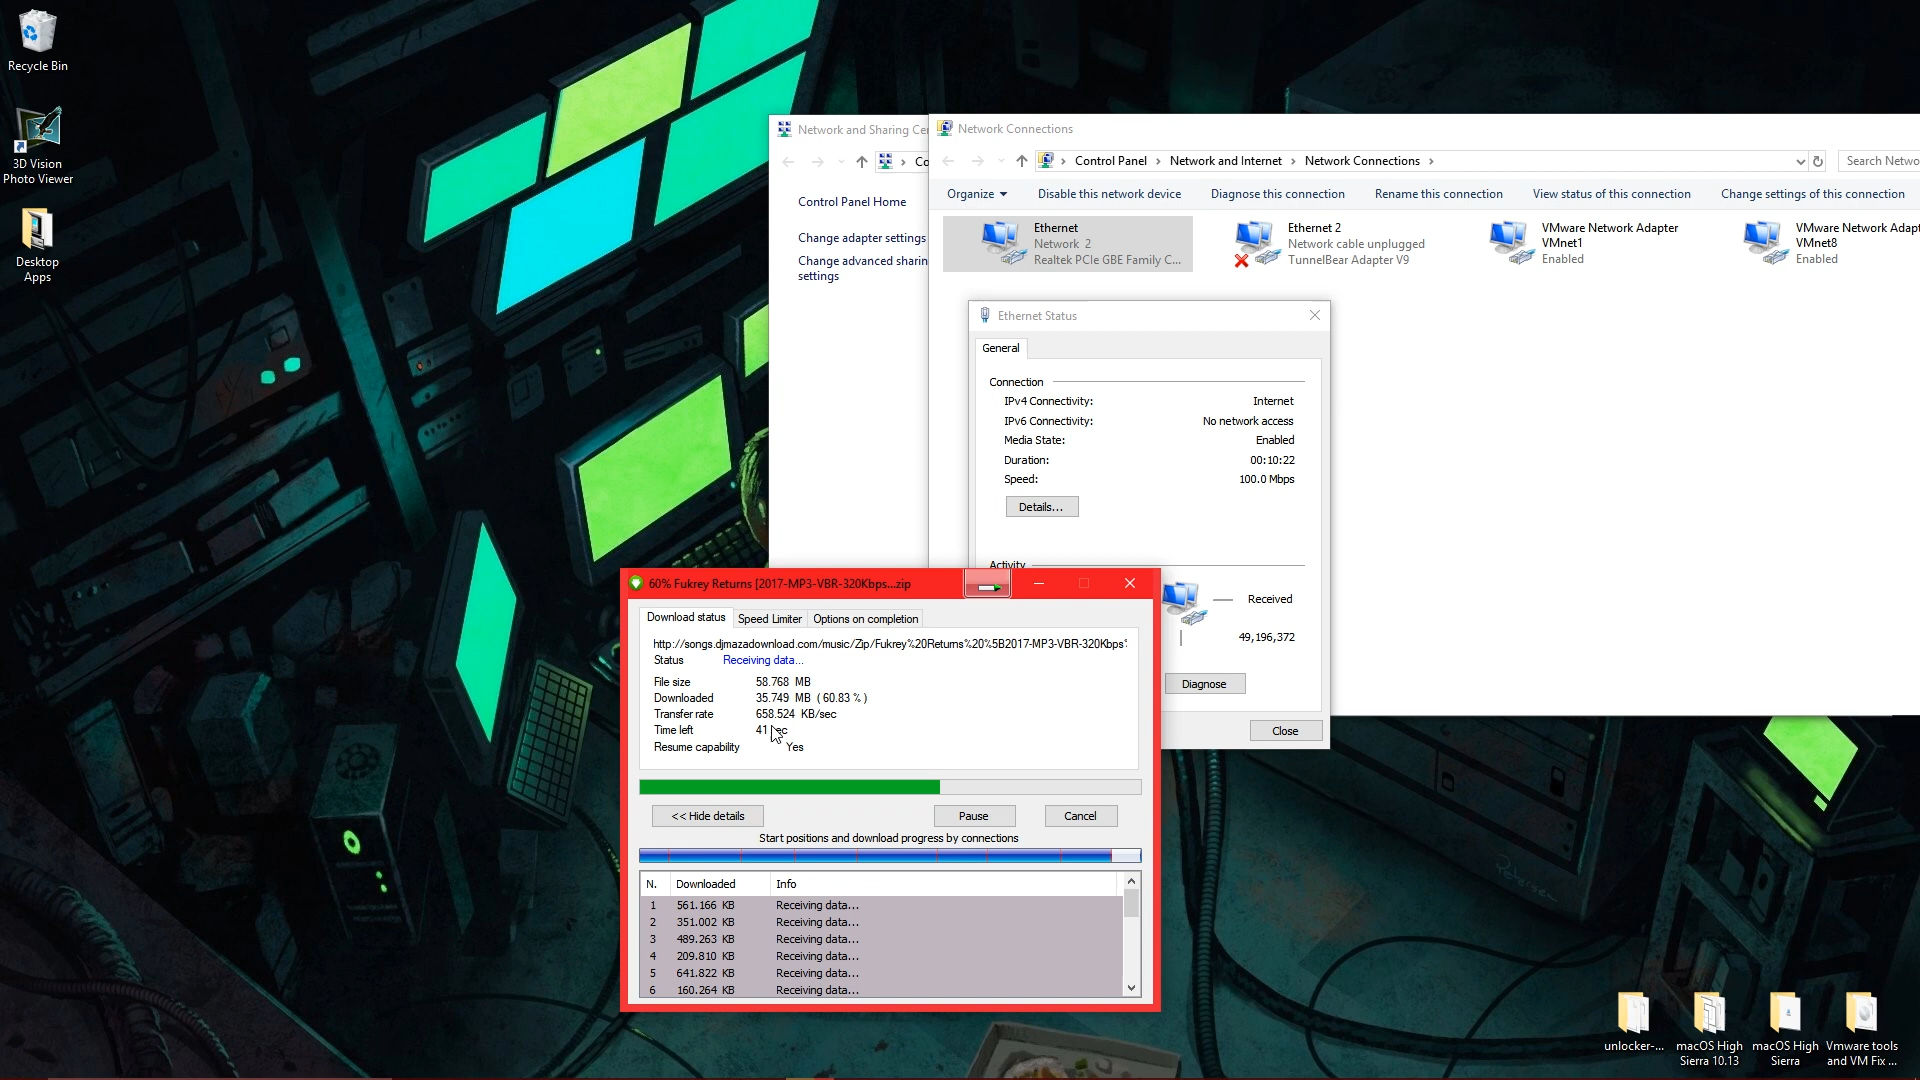 Recycle Bin
3D Vision
Photo Viewer
Desktop
Apps
Network and Sharing Ce
Co
Control Panel Home
Change adapter settings
Change advanced sharin
settings
Network Connections
Control Panel > Network and Internet > Network Connections >
Search Netwo
Organize
Disable this network device
Diagnose this connection
Rename this connection
View status of this connection
Change settings of this connection
Ethernet
Network 2
Realtek PCIe GBE Family C...
Ethernet 2
Network cable unplugged
TunnelBear Adapter V9
VMware Network Adapter
VMnet1
Enabled
VMware Network Adapt
VMnet8
Enabled
Ethernet Status
General
Connection
IPv4 Connectivity: Internet
IPv6 Connectivity: No network access
Media State: Enabled
Duration: 00:10:22
Speed: 100.0 Mbps
Details...
Activity
Received
49,196,372
Diagnose
Close
60% Fukrey Returns [2017-MP3-VBR-320Kbps...zip
Download status
Speed Limiter
Options on completion
http://songs.djmazadownload.com/music/Zip/Fukrey%20Returns%20%5B2017-MP3-VBR-320Kbps%
Status Receiving data...
File size 58.768 MB
Downloaded 35.749 MB ( 60.83 % )
Transfer rate 658.524 KB/sec
Time left 41
Resume capability Yes
<< Hide details
Pause
Cancel
Start positions and download progress by connections
N. Downloaded Info
1 561.166 KB Receiving data...
2 351.002 KB Receiving data...
3 489.263 KB Receiving data...
4 209.810 KB Receiving data...
5 641.822 KB Receiving data...
6 160.264 KB Receiving data...
Petersen
unlocker-...
macOS High
Sierra 10.13
macOS High
Sierra
Vmware tools
and VM Fix ...